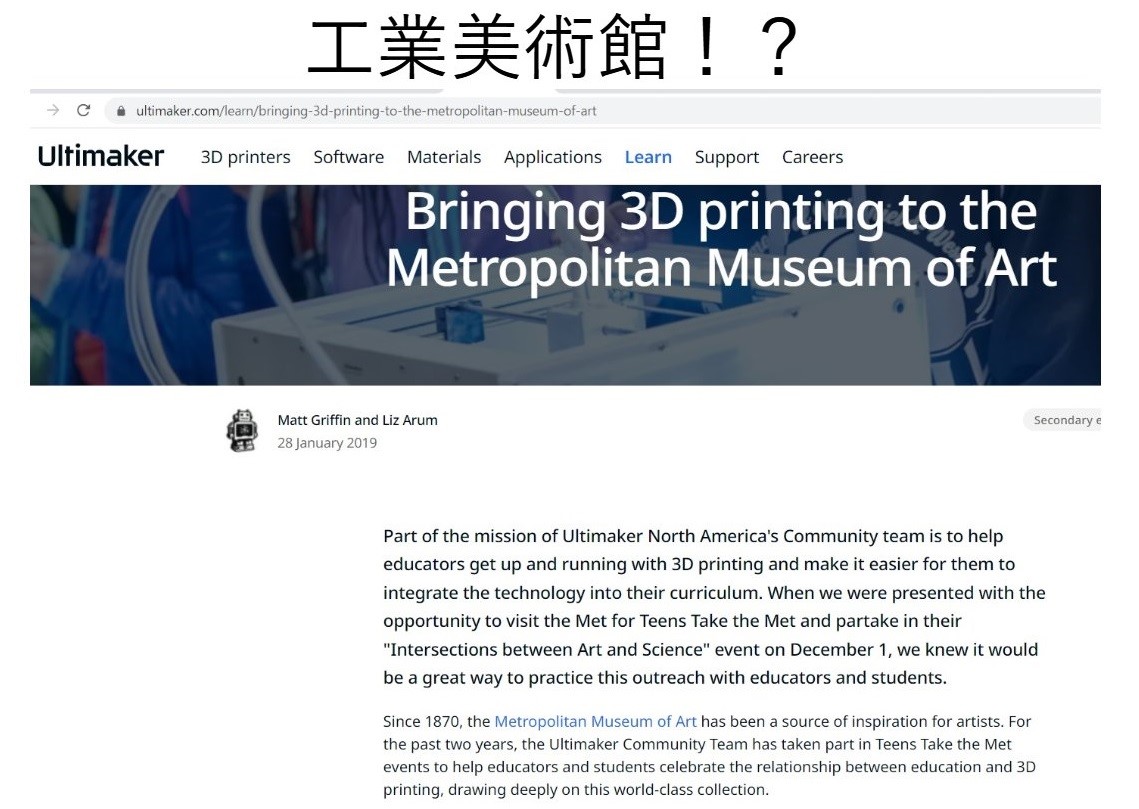 工業美術館！？
ultimaker.com/learn/bringing-3d-printing-to-the-metropolitan-museum-of-art
Ultimaker 3D printers Software Materials Applications Learn Support Careers
Bringing 3D printing to the
Metropolitan Museum of Art
Matt Griffin and Liz Arum
28 January 2019
Secondary e
Part of the mission of Ultimaker North America's Community team is to help
educators get up and running with 3D printing and make it easier for them to
integrate the technology into their curriculum. When we were presented with the
opportunity to visit the Met for Teens Take the Met and partake in their
"Intersections between Art and Science" event on December 1, we knew it would
be a great way to practice this outreach with educators and students.
Since 1870, the Metropolitan Museum of Art has been a source of inspiration for artists. For
the past two years, the Ultimaker Community Team has taken part in Teens Take the Met
events to help educators and students celebrate the relationship between education and 3D
printing, drawing deeply on this world-class collection.